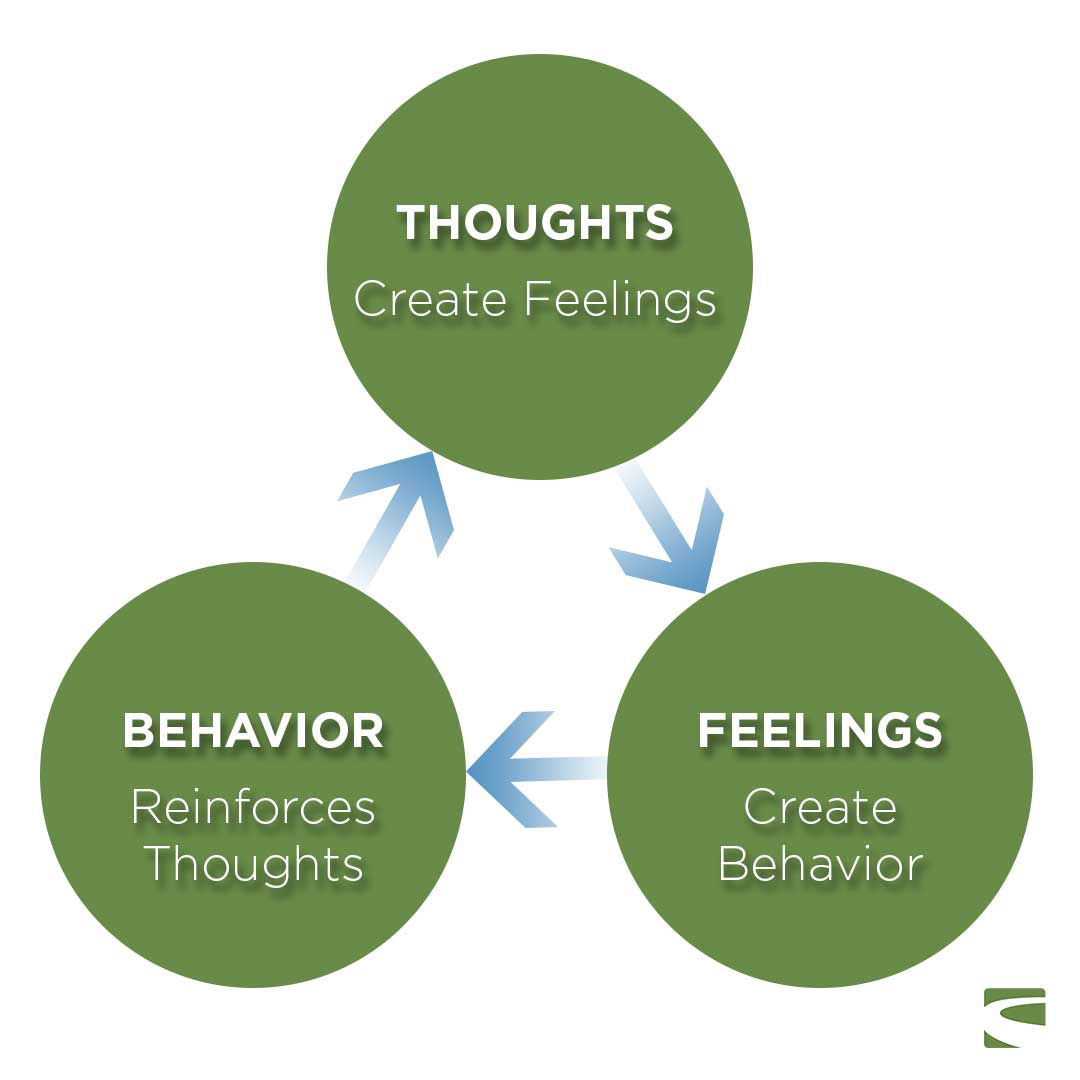 THOUGHTS
Create Feelings
FEELINGS
Create
Behavior
BEHAVIOR
Reinforces
Thoughts